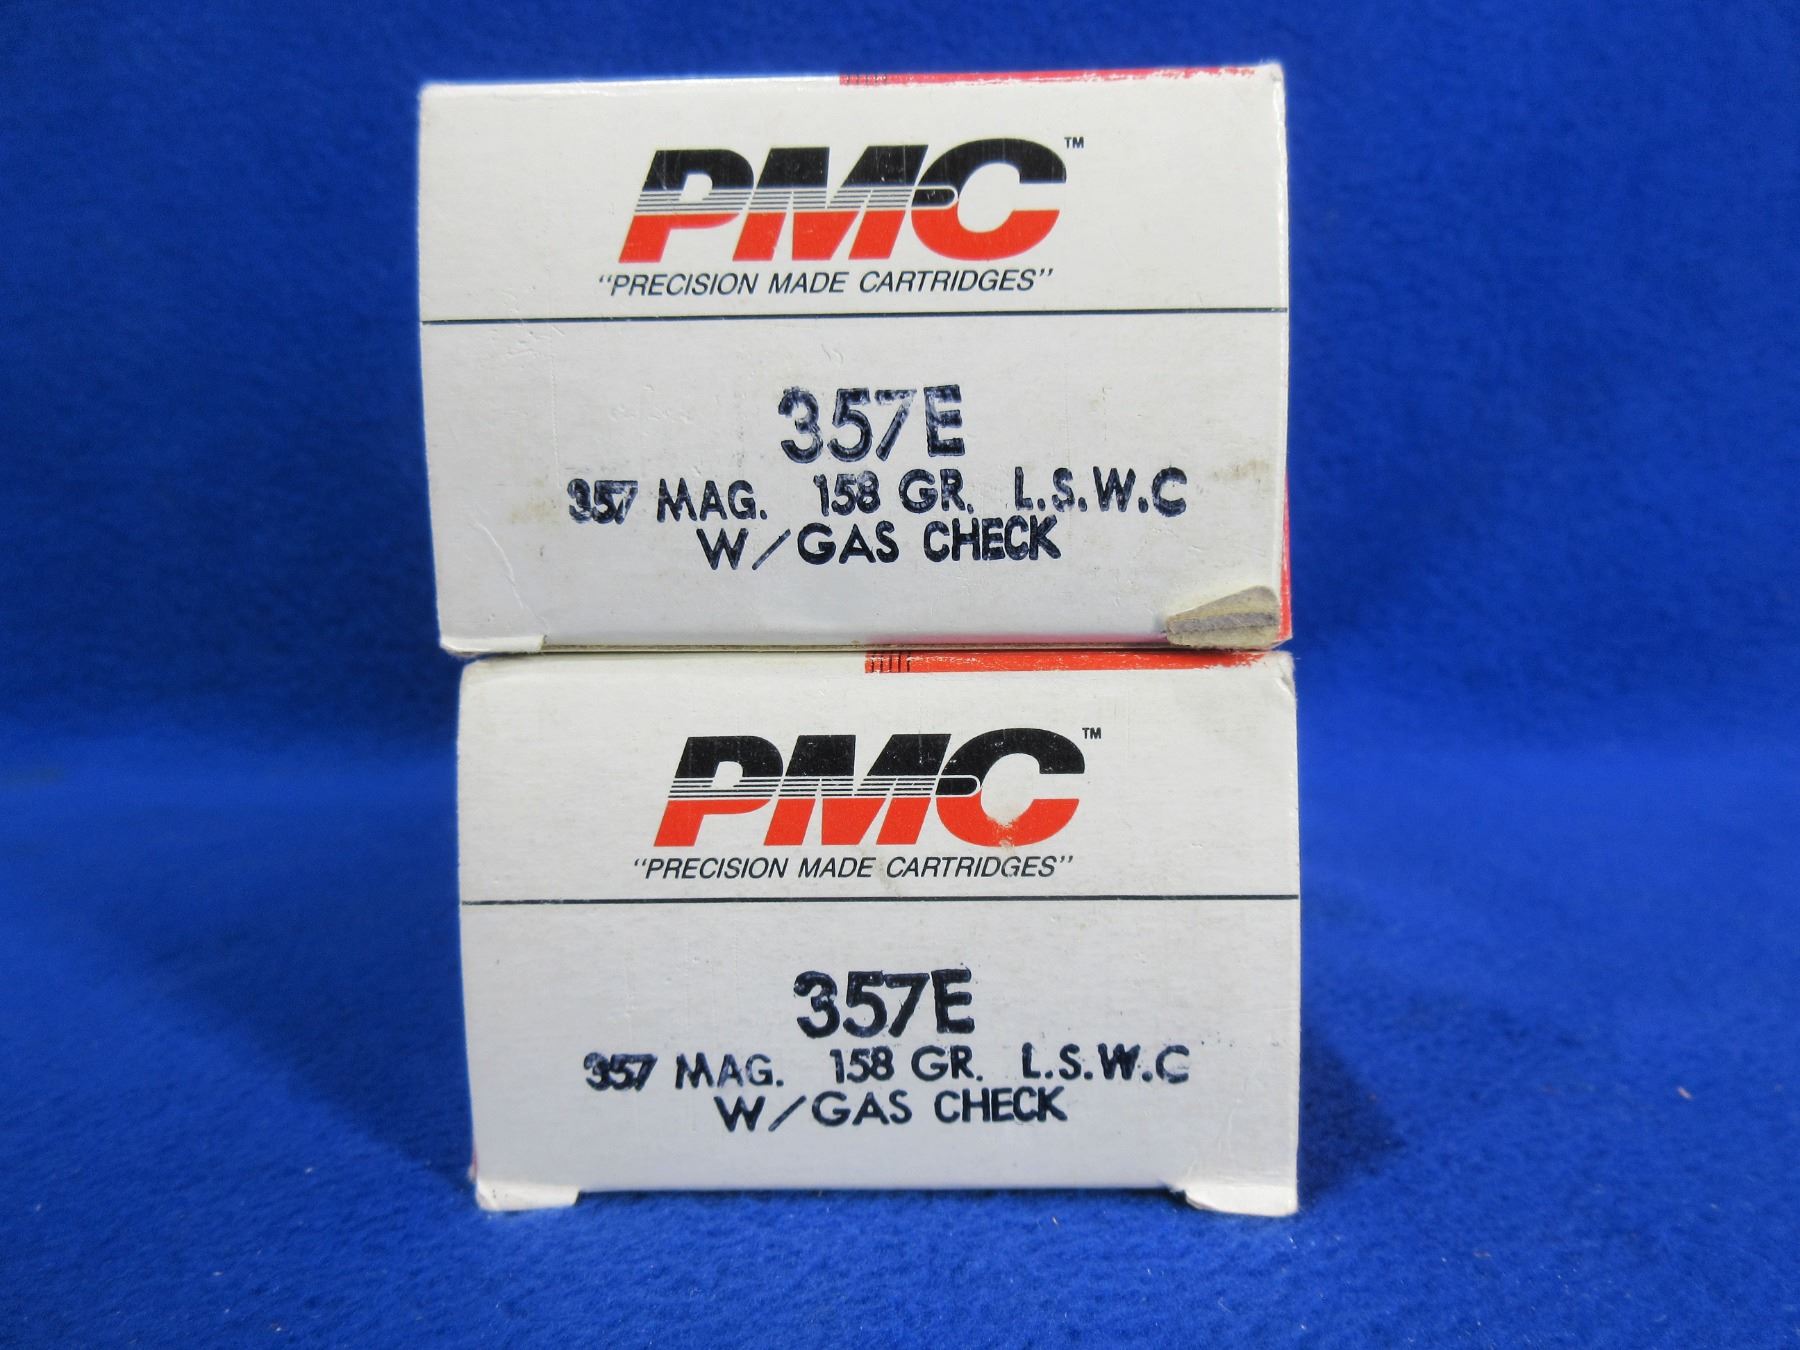 PMC™
"PRECISION MADE CARTRIDGES"
357E
357 MAG. 158 GR. L.S.W.C
W/GAS CHECK
PMC™
"PRECISION MADE CARTRIDGES"
357E
357 MAG. 158 GR. L.S.W.C
W/GAS CHECK